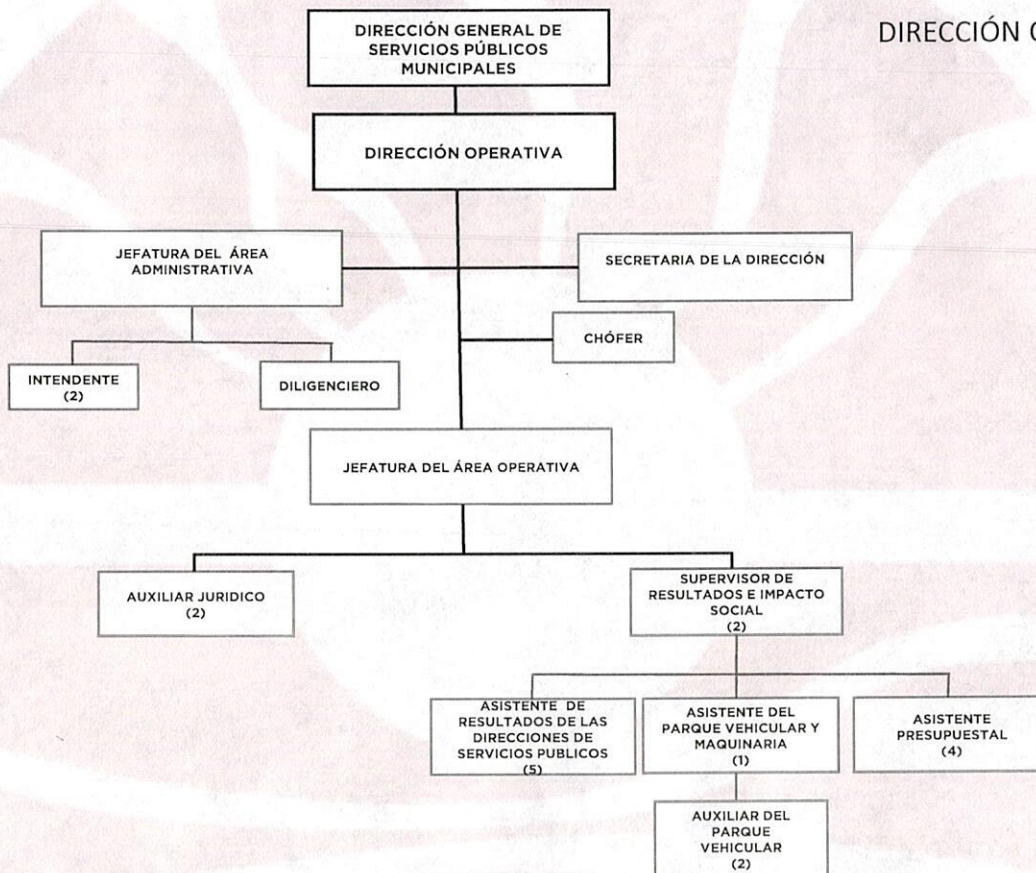 DIRECCIÓN
DIRECCIÓN GENERAL DE
SERVICIOS PÚBLICOS
MUNICIPALES
DIRECCIÓN OPERATIVA
JEFATURA DEL ÁREA
ADMINISTRATIVA
SECRETARIA DE LA DIRECCIÓN
CHÓFER
INTENDENTE
(2)
DILIGENCIERO
JEFATURA DEL ÁREA OPERATIVA
AUXILIAR JURIDICO
(2)
SUPERVISOR DE
RESULTADOS E IMPACTO
SOCIAL
(2)
ASISTENTE DE
RESULTADOS DE LAS
DIRECCIONES DE
SERVICIOS PUBLICOS
(5)
ASISTENTE DEL
PARQUE VEHICULAR Y
MAQUINARIA
(1)
ASISTENTE
PRESUPUESTAL
(4)
AUXILIAR DEL
PARQUE
VEHICULAR
(2)